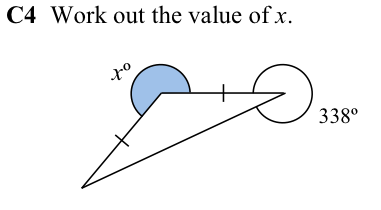 C4 Work out the value of x.
xº
338º